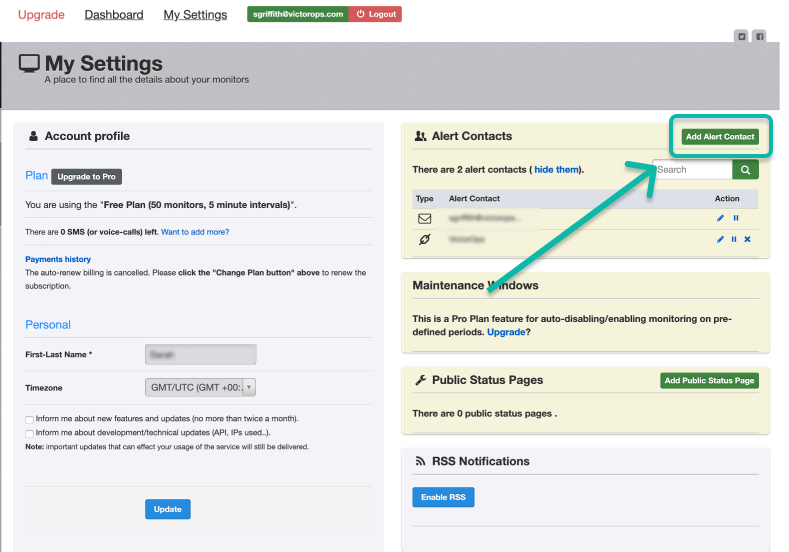 Upgrade Dashboard My Settings sgriffith@victorops.com Logout
My Settings
A place to find all the details about your monitors
Account profile
Plan Upgrade to Pro
You are using the "Free Plan (50 monitors, 5 minute intervals)".
There are 0 SMS (or voice-calls) left. Want to add more?
Payments history
The auto-renew billing is cancelled. Please click the "Change Plan button" above to renew the
subscription.
Personal
First-Last Name *
Timezone GMT/UTC (GMT +00:..
Inform me about new features and updates (no more than twice a month).
Inform me about development/technical updates (API, IPs used..).
Note: important updates that can effect your usage of the service will still be delivered.
Update
Alert Contacts Add Alert Contact
There are 2 alert contacts ( hide them). Search
Type Alert Contact Action
Maintenance Windows
This is a Pro Plan feature for auto-disabling/enabling monitoring on pre-
defined periods. Upgrade?
Public Status Pages Add Public Status Page
There are 0 public status pages .
RSS Notifications
Enable RSS